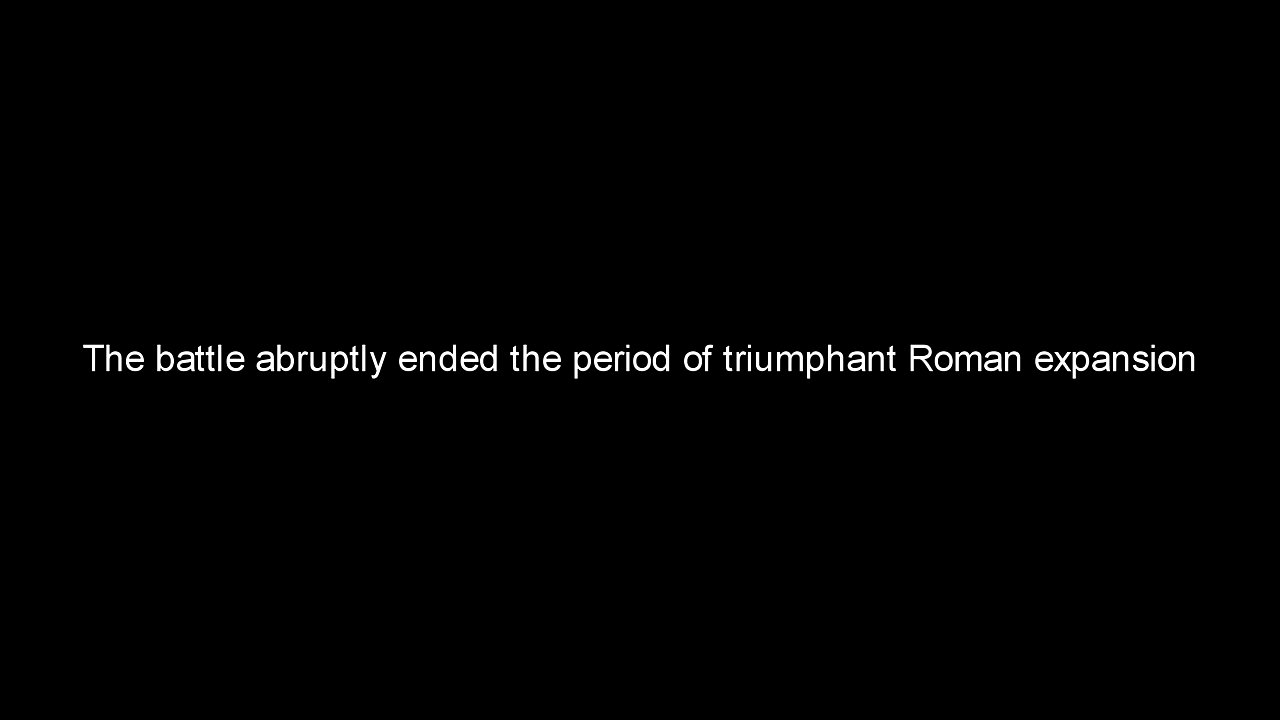 The battle abruptly ended the period of triumphant Roman expansion